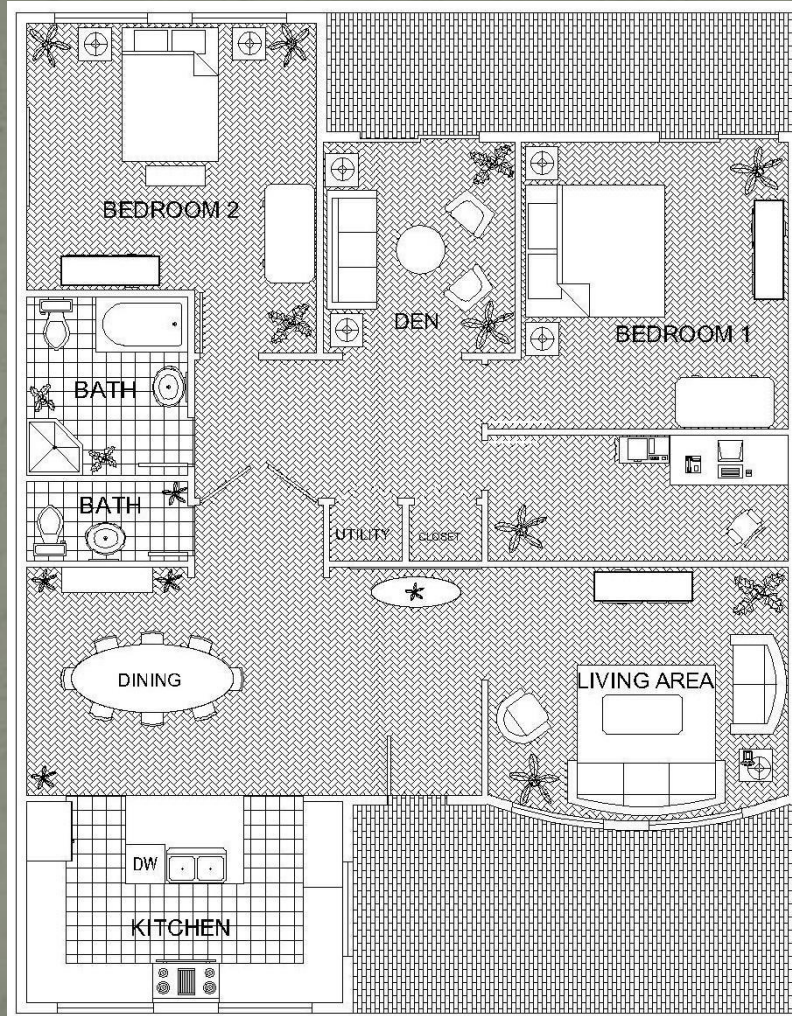 BEDROOM 2
DEN
BEDROOM 1
BATH
BATH
UTILITY
CLOSET
DINING
LIVING AREA
DW
KITCHEN